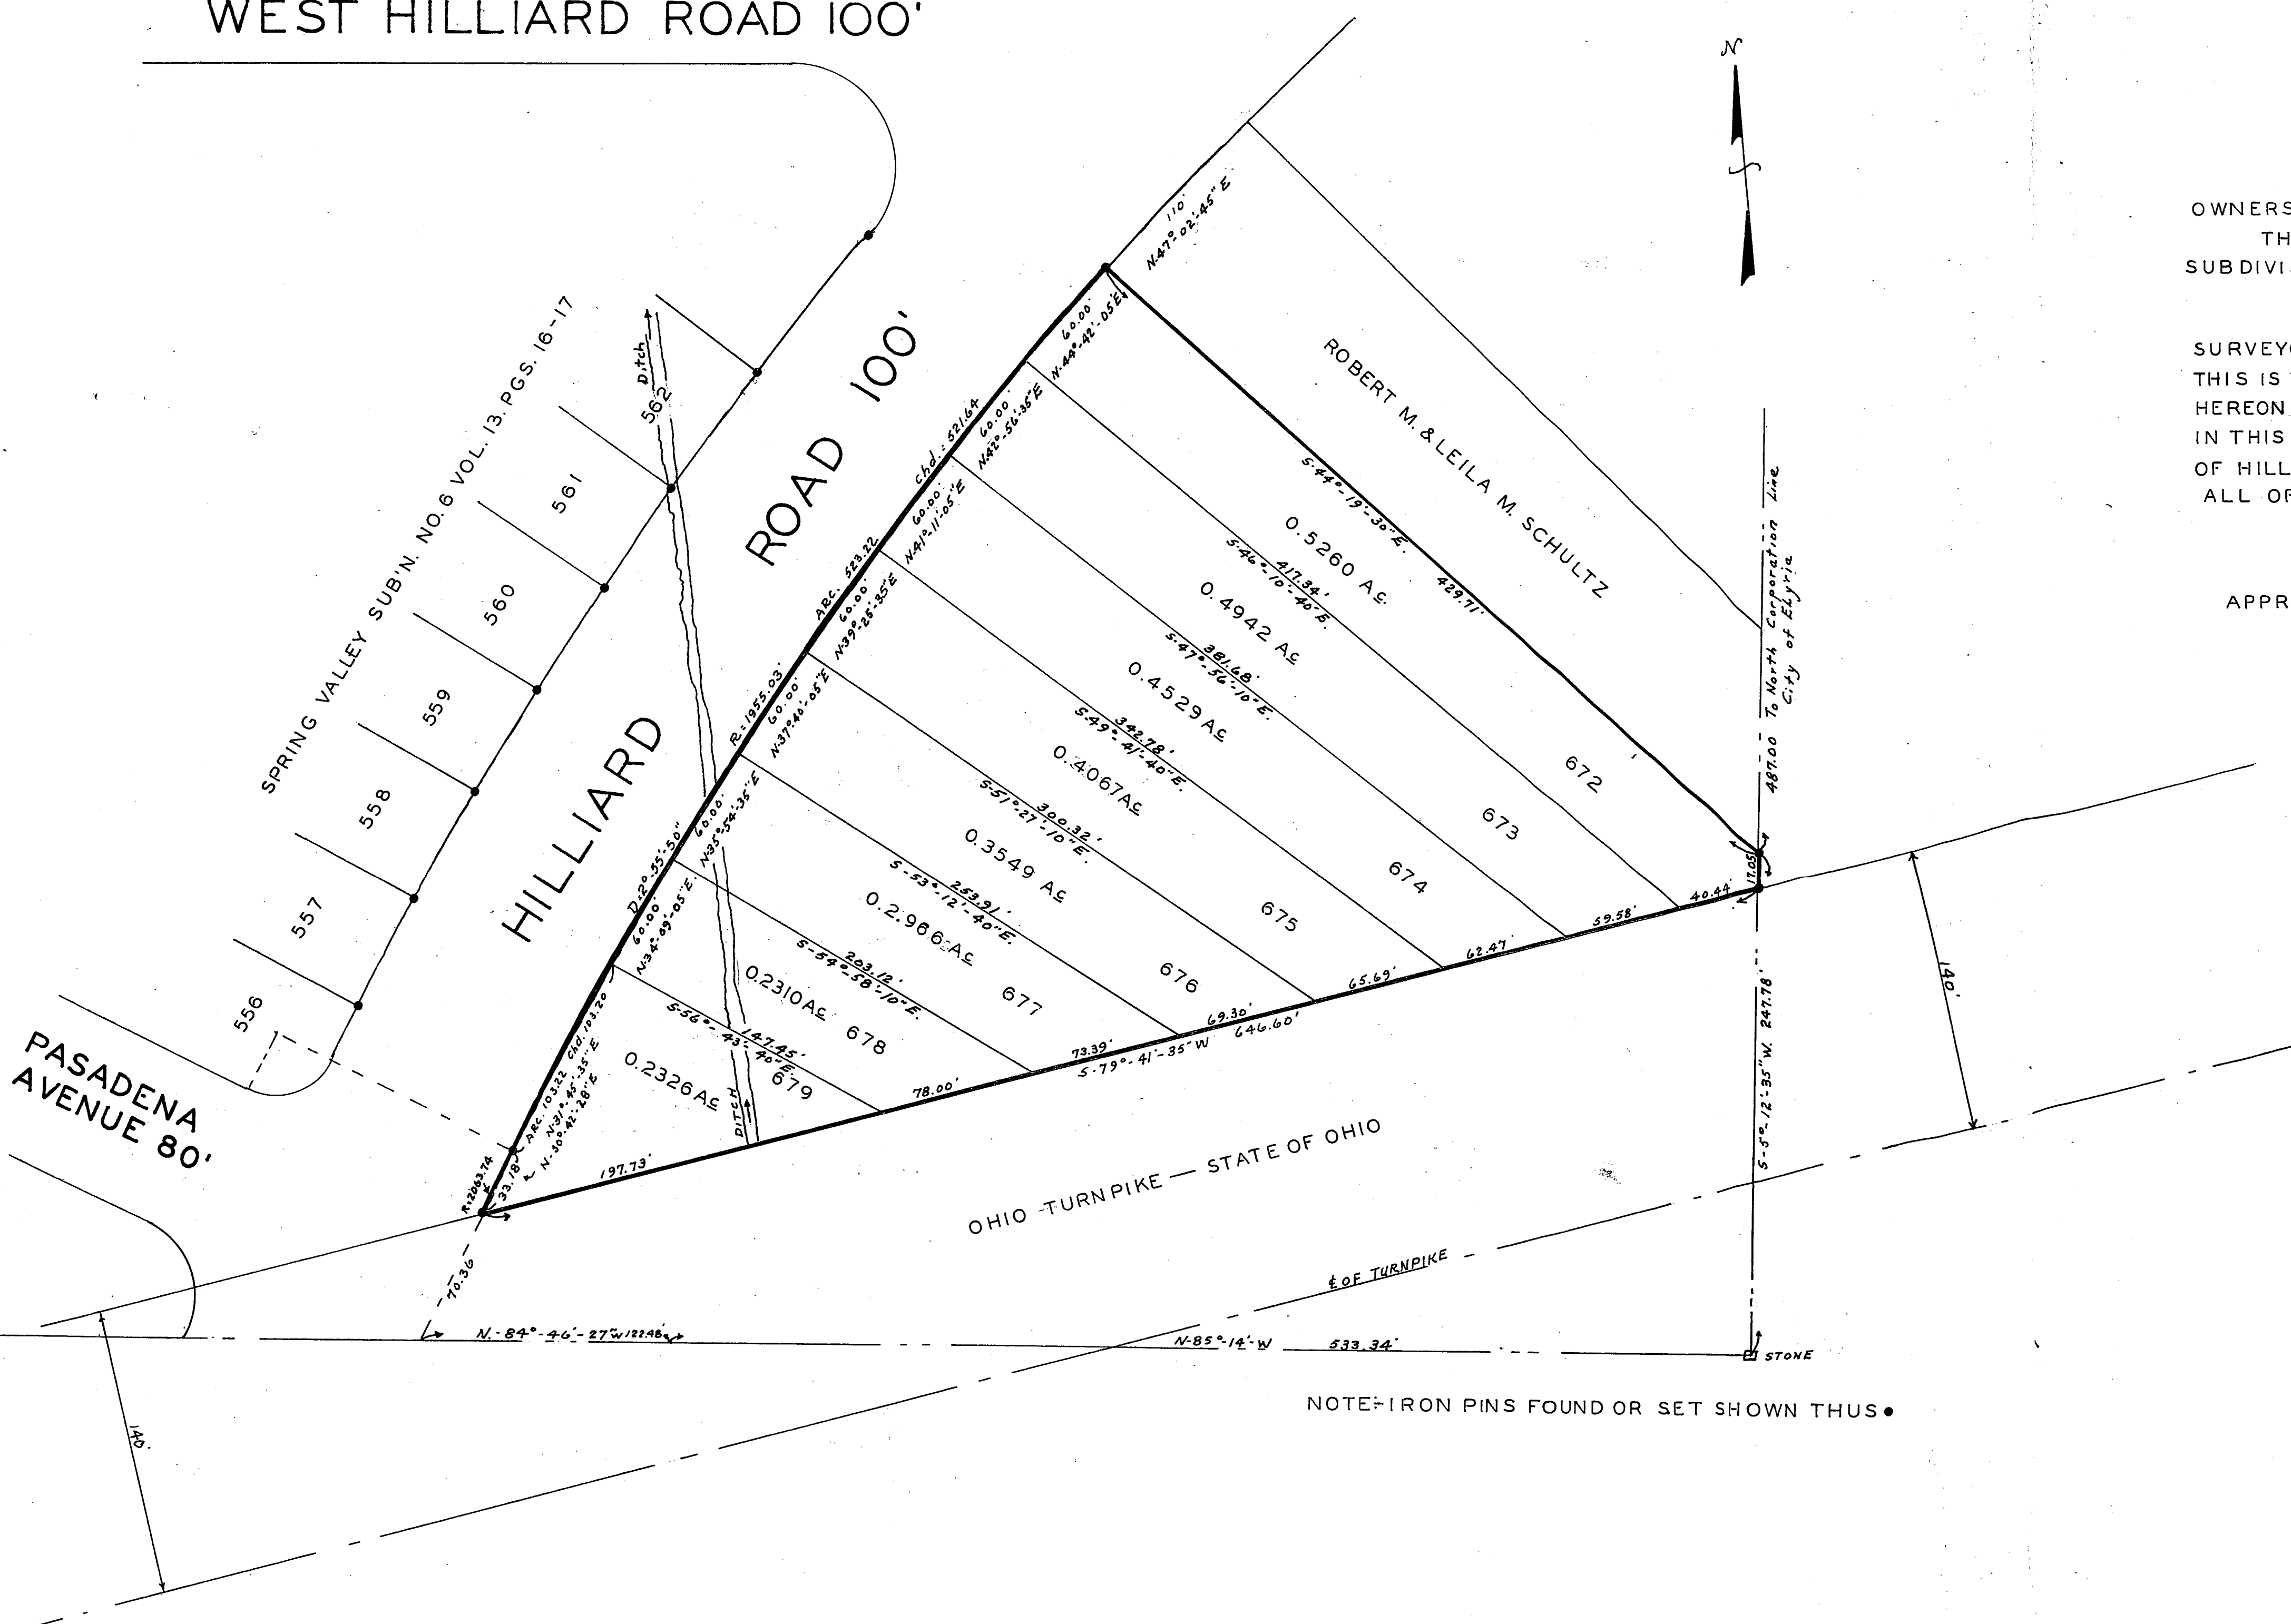 WEST HILLIARD ROAD 100'
N
OWNERS
TH
SUBDIVI
SURVEY
THIS IS
HEREON
IN THIS
OF HILL
ALL OF
APPR
SPRING VALLEY SUB'N. NO. 6 VOL. 13. PGS. 16-17
Ditch
562
561
560
559
558
557
556
HILLIARD ROAD 100'
PASADENA
AVENUE 80'
110'
N-47°-02'-45" E
60.00'
N-44°-42'-05" E
60.00'
N-42°-56'-35" E
60.00'
N-41°-11'-05" E
60.00'
N-39°-25'-35" E
60.00'
N-37°-40'-05" E
60.00'
N-35°-54'-35" E
60.00'
N-34°-09'-05" E.
Chd. = 521.64
ARC. 523.22
R = 1955.03'
D = 2°-55'-50"
ARC. 103.22 Chd. 103.20
N-31°-45'-35" E
N-30°-42'-28" E
R=2063.74
33.18
70.36
ROBERT M. & LEILA M. SCHULTZ
S-44°-19'-30" E.
429.71'
0.5260 Ac.
672
417.34'
S-46°-10'-40" E.
0.4942 Ac
673
381.68'
S-47°-56'-10" E.
0.4529 Ac
674
342.78'
S-49°-41'-40" E.
0.4067 Ac
675
300.32'
S-51°-27'-10" E.
0.3549 Ac
676
253.91'
S-53°-12'-40" E.
0.2966 Ac
677
203.12'
S-54°-58'-10" E.
0.2310 Ac
678
147.45'
S-56°-43'-40" E.
0.2326 Ac
679
DITCH
487.00 To North Corporation Line
City of Elyria
17.05
40.44'
59.58'
62.47'
65.69'
69.30'
73.39'
78.00'
197.73'
S-79°-41'-35" W 646.60'
140'
S-5°-12'-35" W. 247.78'
OHIO TURNPIKE — STATE OF OHIO
℄ OF TURNPIKE
N.-84°-46'-27" W 122.48
N-85°-14'-W 533.34'
STONE
140'
NOTE:-IRON PINS FOUND OR SET SHOWN THUS ●